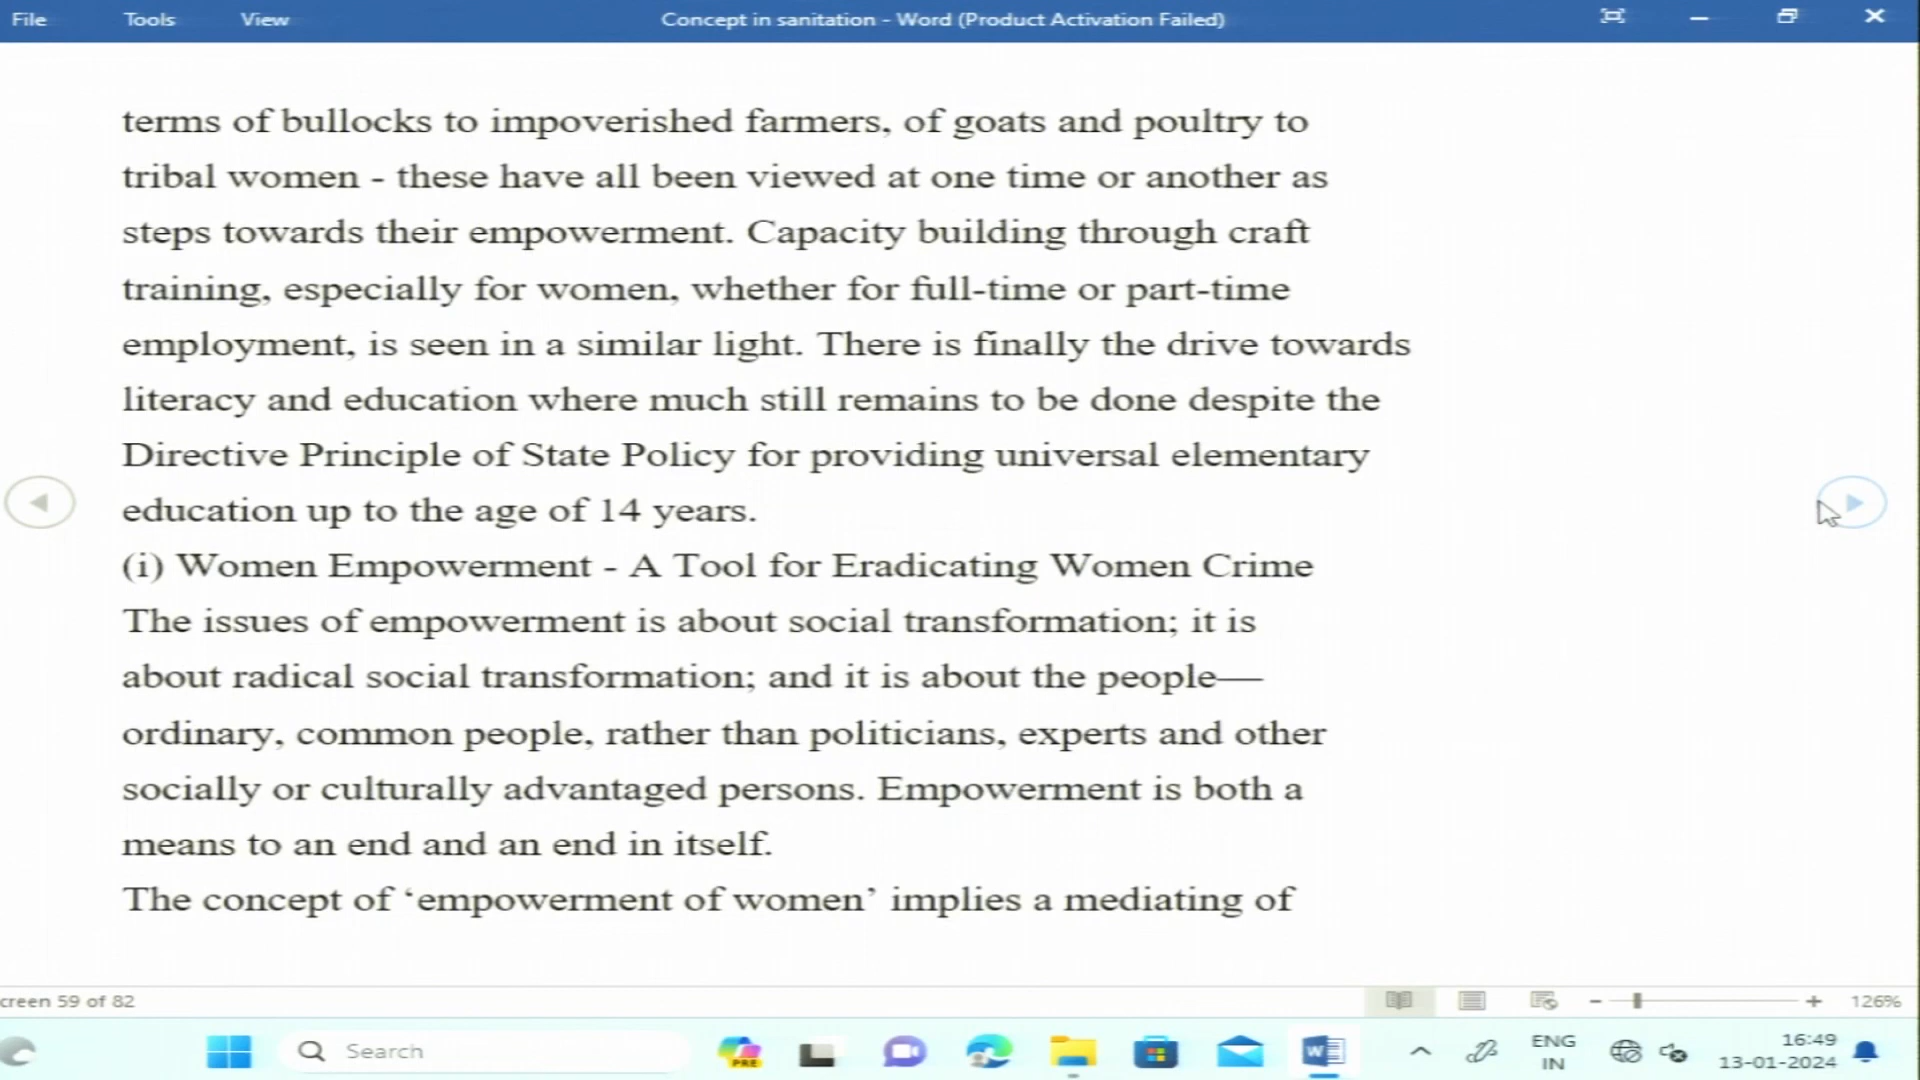 File Tools View Concept in sanitation - Word (Product Activation Failed)
terms of bullocks to impoverished farmers, of goats and poultry to
tribal women - these have all been viewed at one time or another as
steps towards their empowerment. Capacity building through craft
training, especially for women, whether for full-time or part-time
employment, is seen in a similar light. There is finally the drive towards
literacy and education where much still remains to be done despite the
Directive Principle of State Policy for providing universal elementary
education up to the age of 14 years.
(i) Women Empowerment - A Tool for Eradicating Women Crime
The issues of empowerment is about social transformation; it is
about radical social transformation; and it is about the people—
ordinary, common people, rather than politicians, experts and other
socially or culturally advantaged persons. Empowerment is both a
means to an end and an end in itself.
The concept of ‘empowerment of women’ implies a mediating of
creen 59 of 82 126%
Search PRE W ENG 16:49
IN 13-01-2024